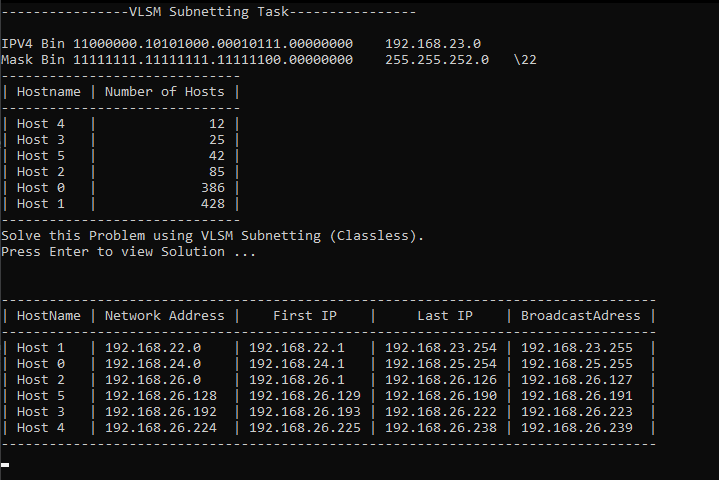 ----------------VLSM Subnetting Task----------------
IPV4 Bin 11000000.10101000.00010111.00000000    192.168.23.0
Mask Bin 11111111.11111111.11111100.00000000    255.255.252.0   \22
------------------------------
| Hostname | Number of Hosts |
------------------------------
| Host 4   |              12 |
| Host 3   |              25 |
| Host 5   |              42 |
| Host 2   |              85 |
| Host 0   |             386 |
| Host 1   |             428 |
------------------------------
Solve this Problem using VLSM Subnetting (Classless).
Press Enter to view Solution ...
----------------------------------------------------------------------------------
| HostName | Network Address |    First IP    |     Last IP    | BroadcastAdress |
----------------------------------------------------------------------------------
| Host 1   | 192.168.22.0    | 192.168.22.1   | 192.168.23.254 | 192.168.23.255  |
| Host 0   | 192.168.24.0    | 192.168.24.1   | 192.168.25.254 | 192.168.25.255  |
| Host 2   | 192.168.26.0    | 192.168.26.1   | 192.168.26.126 | 192.168.26.127  |
| Host 5   | 192.168.26.128  | 192.168.26.129 | 192.168.26.190 | 192.168.26.191  |
| Host 3   | 192.168.26.192  | 192.168.26.193 | 192.168.26.222 | 192.168.26.223  |
| Host 4   | 192.168.26.224  | 192.168.26.225 | 192.168.26.238 | 192.168.26.239  |
----------------------------------------------------------------------------------